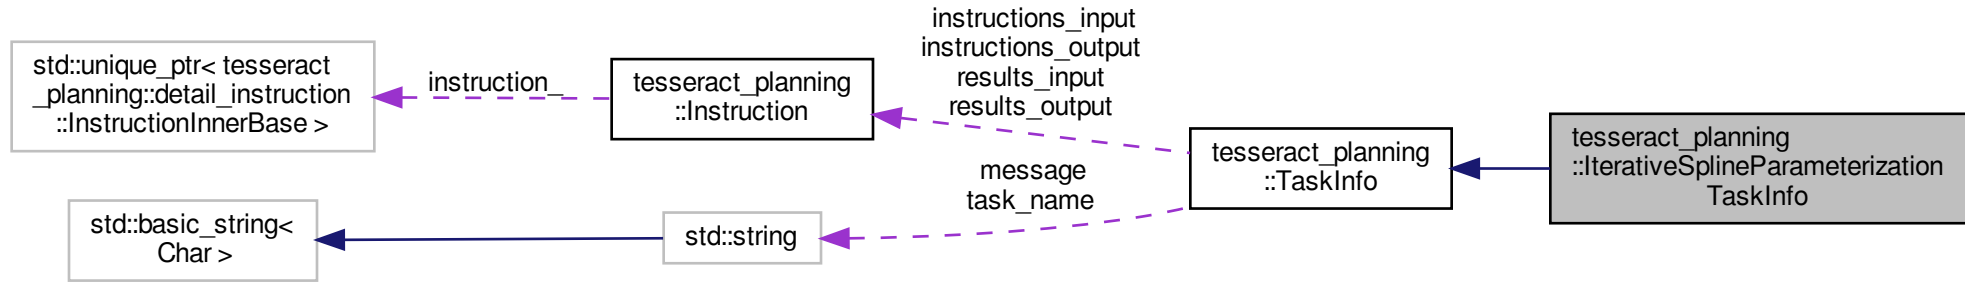 std::unique_ptr< tesseract
_planning::detail_instruction
::InstructionInnerBase >
instruction_
tesseract_planning
::Instruction
instructions_input
instructions_output
results_input
results_output
message
task_name
tesseract_planning
::TaskInfo
tesseract_planning
::IterativeSplineParameterization
TaskInfo
std::basic_string<
Char >
std::string